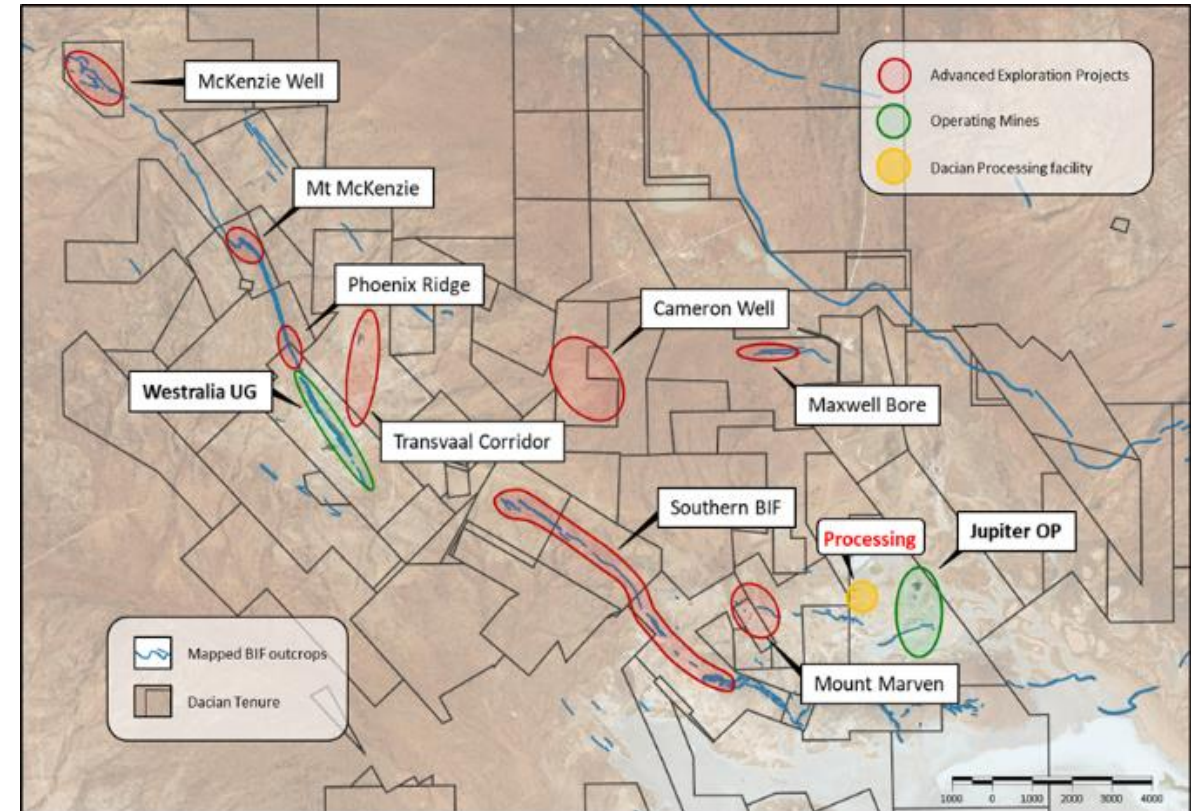 McKenzie Well
Advanced Exploration Projects
Operating Mines
Dacian Processing facility
Mt McKenzie
Phoenix Ridge
Cameron Well
Westralia UG
Maxwell Bore
Transvaal Corridor
Southern BIF
Processing
Jupiter OP
Mapped BIF outcrops
Dacian Tenure
Mount Marven
1000 0 1000 2000 3000 4000